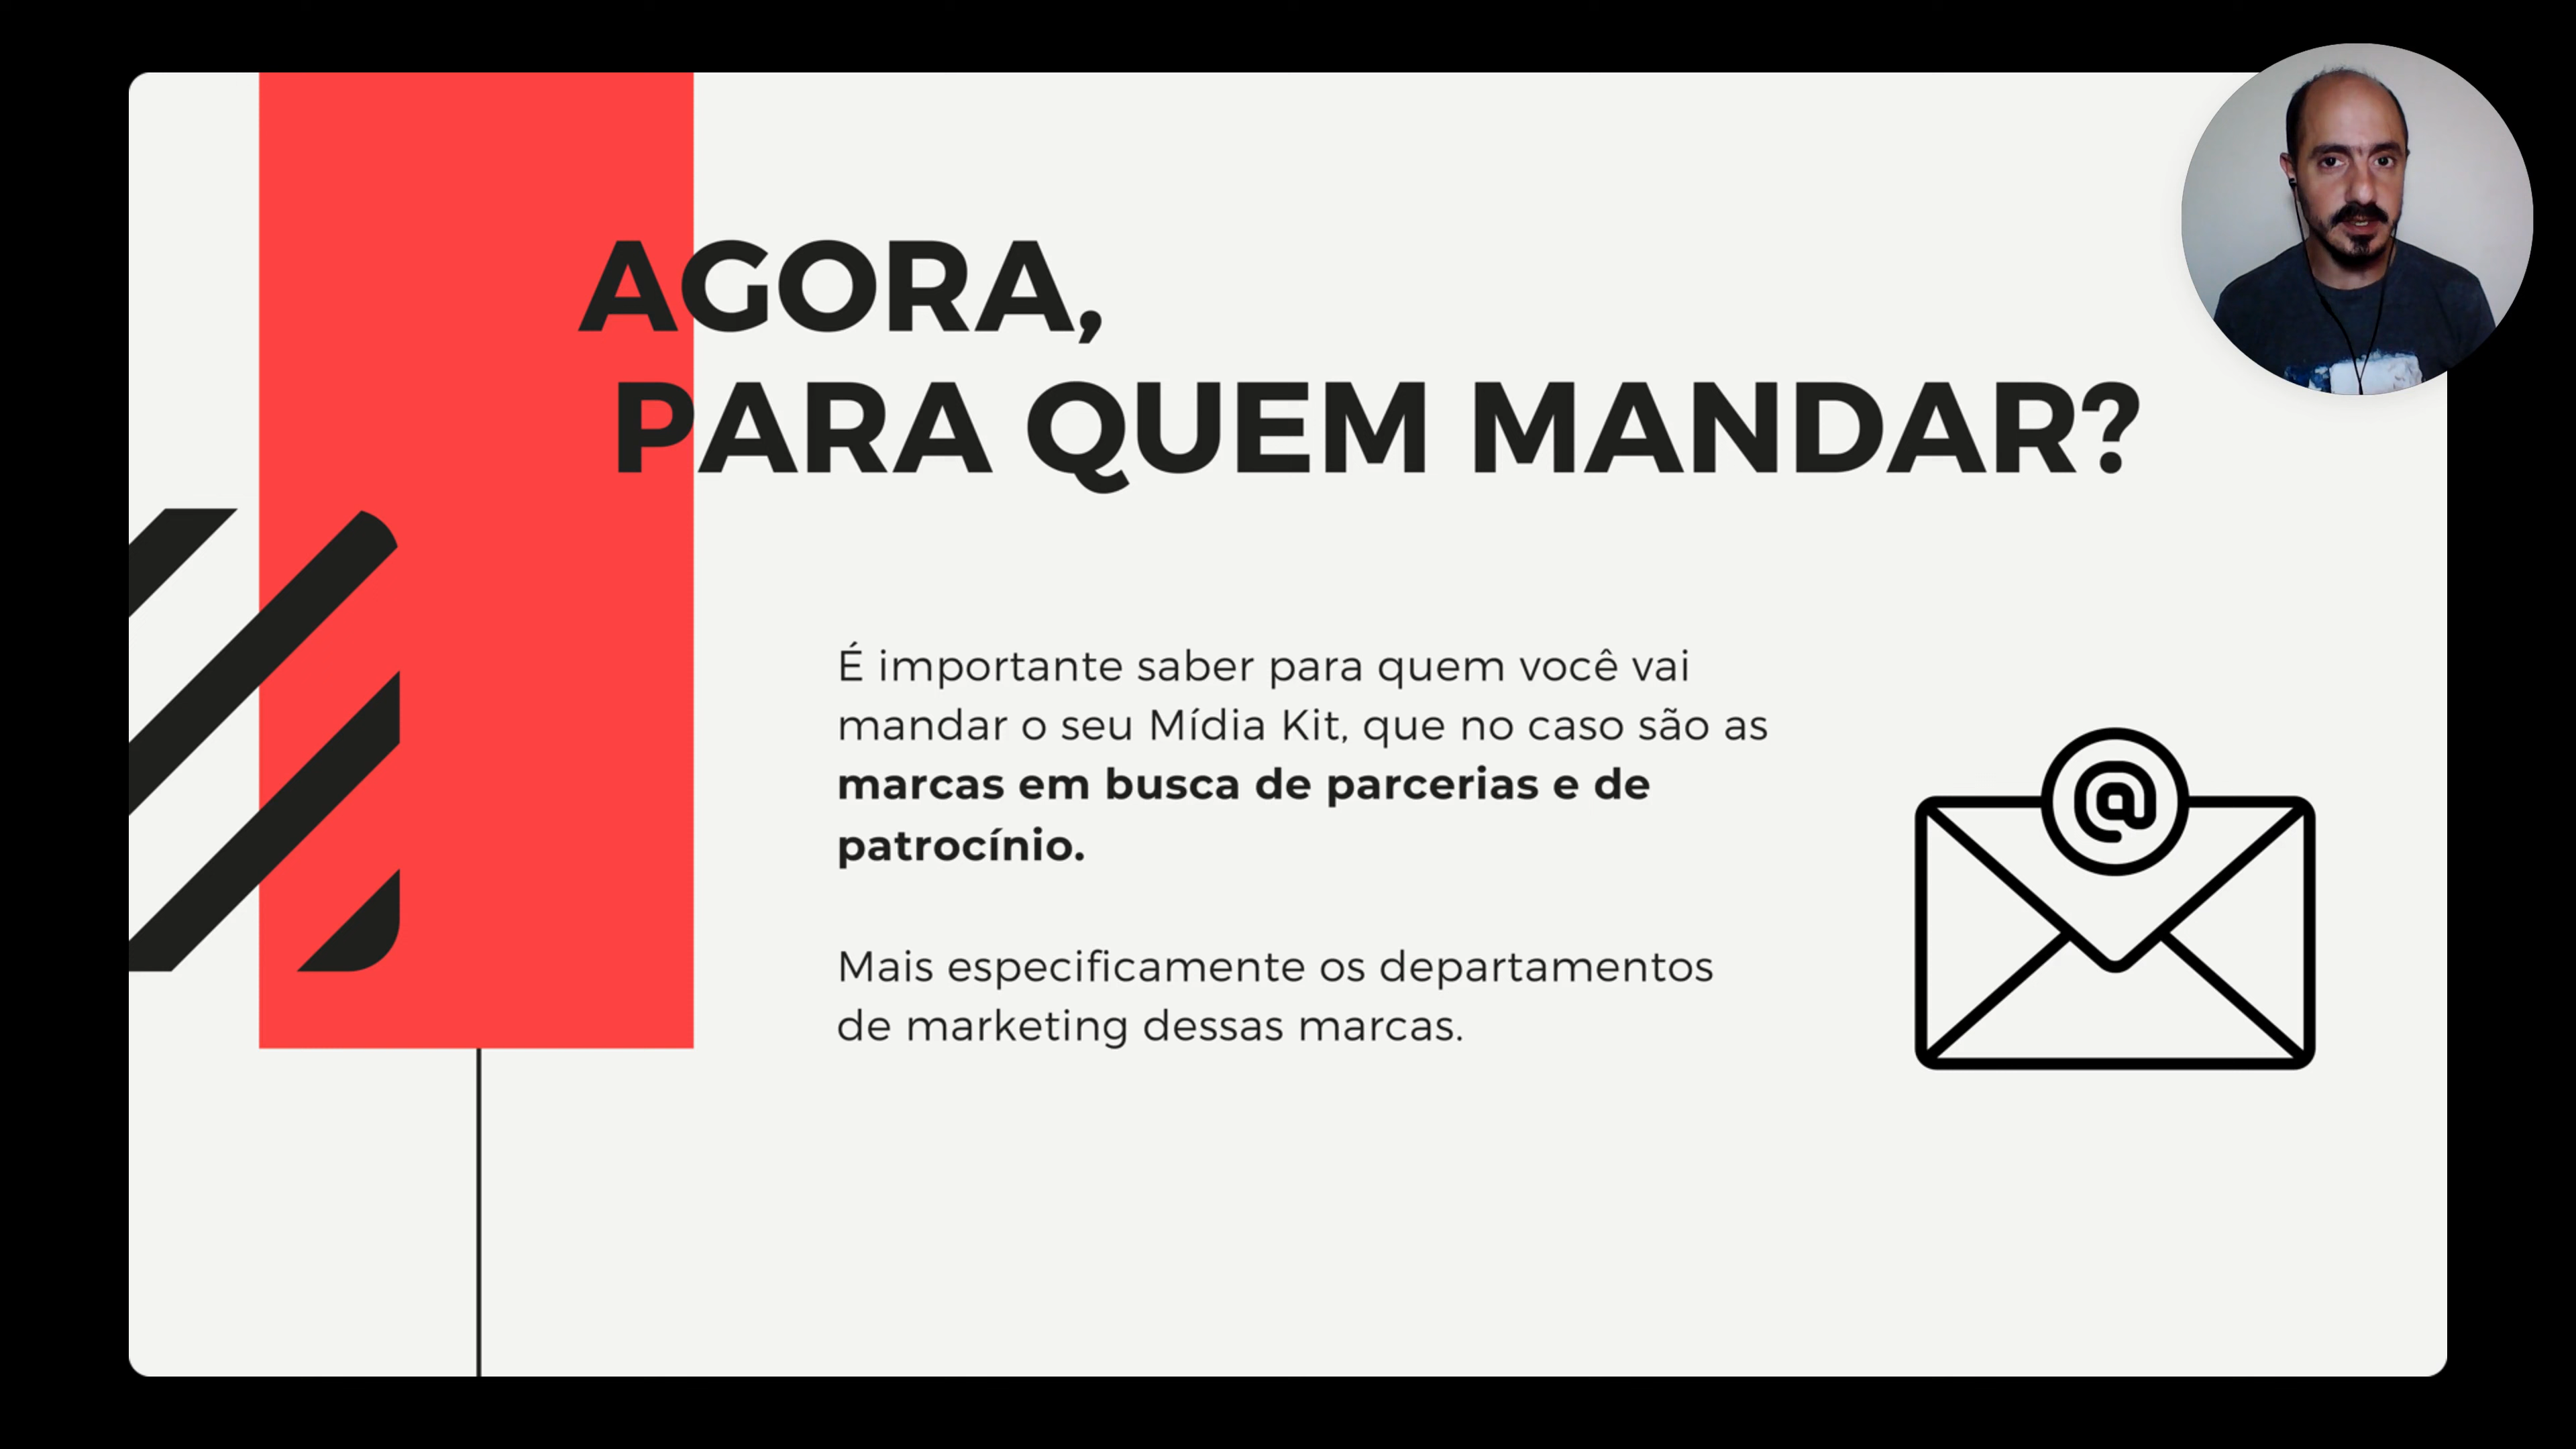 AGORA,
PARA QUEM MANDAR?
É importante saber para quem você vai
mandar o seu Mídia Kit, que no caso são as
marcas em busca de parcerias e de
patrocínio.
@
Mais especificamente os departamentos
de marketing dessas marcas.